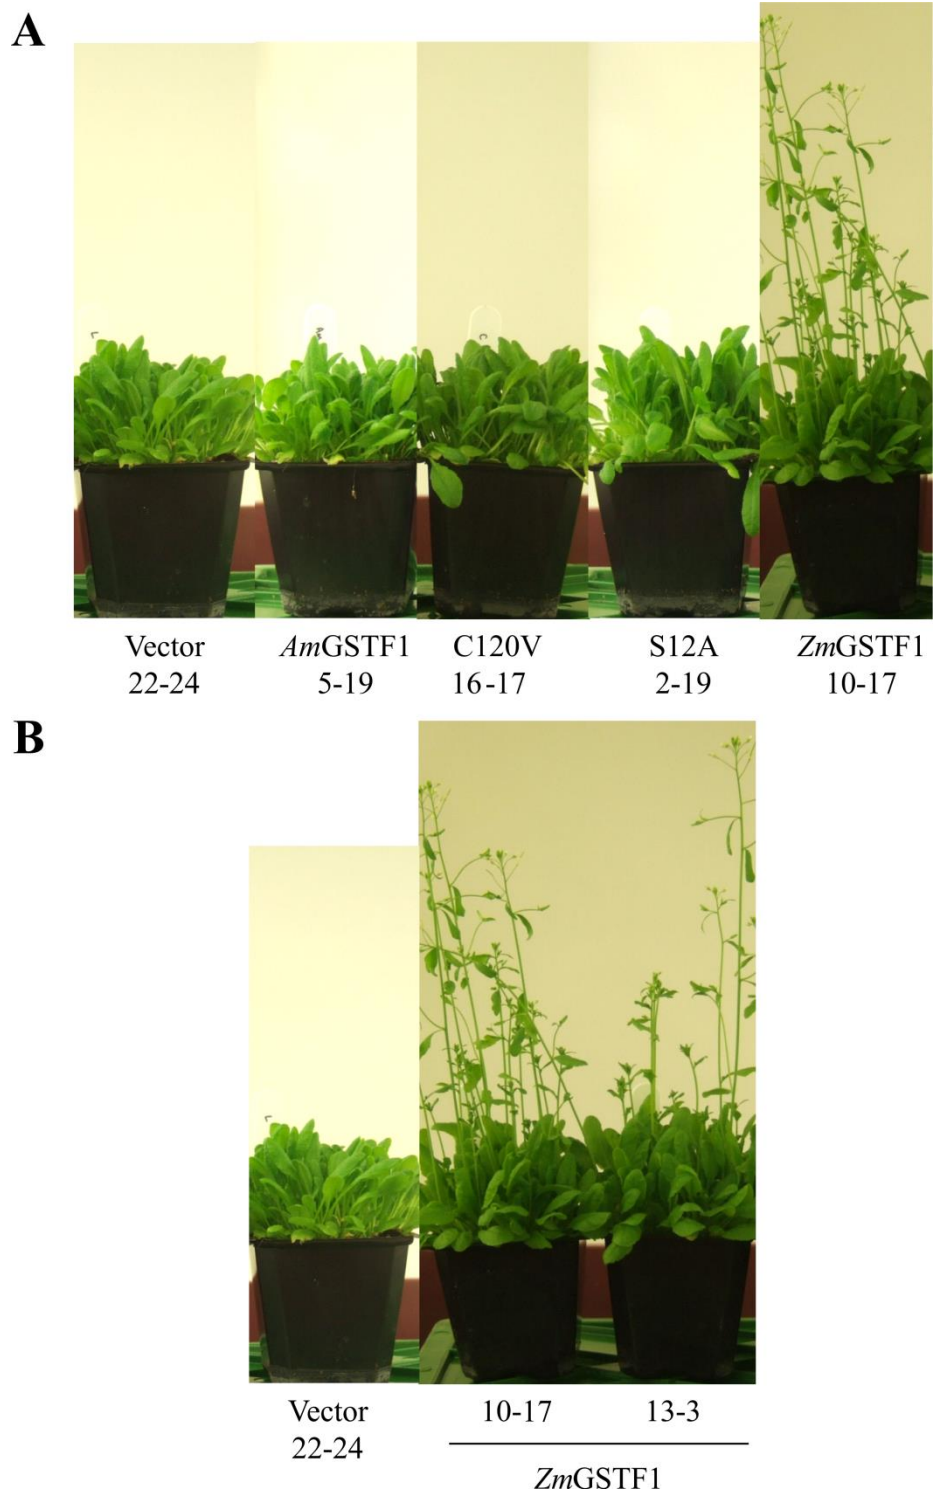 A
Vector AmGSTF1 C120V S12A ZmGSTF1
22-24 5-19 16-17 2-19 10-17
B
Vector 10-17 13-3
22-24
ZmGSTF1